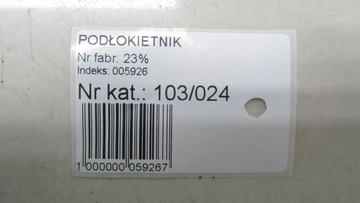 PODŁOKIETNIK
Nr fabr. 23%
Indeks: 005926
Nr kat.: 103/024
1 000000 059267